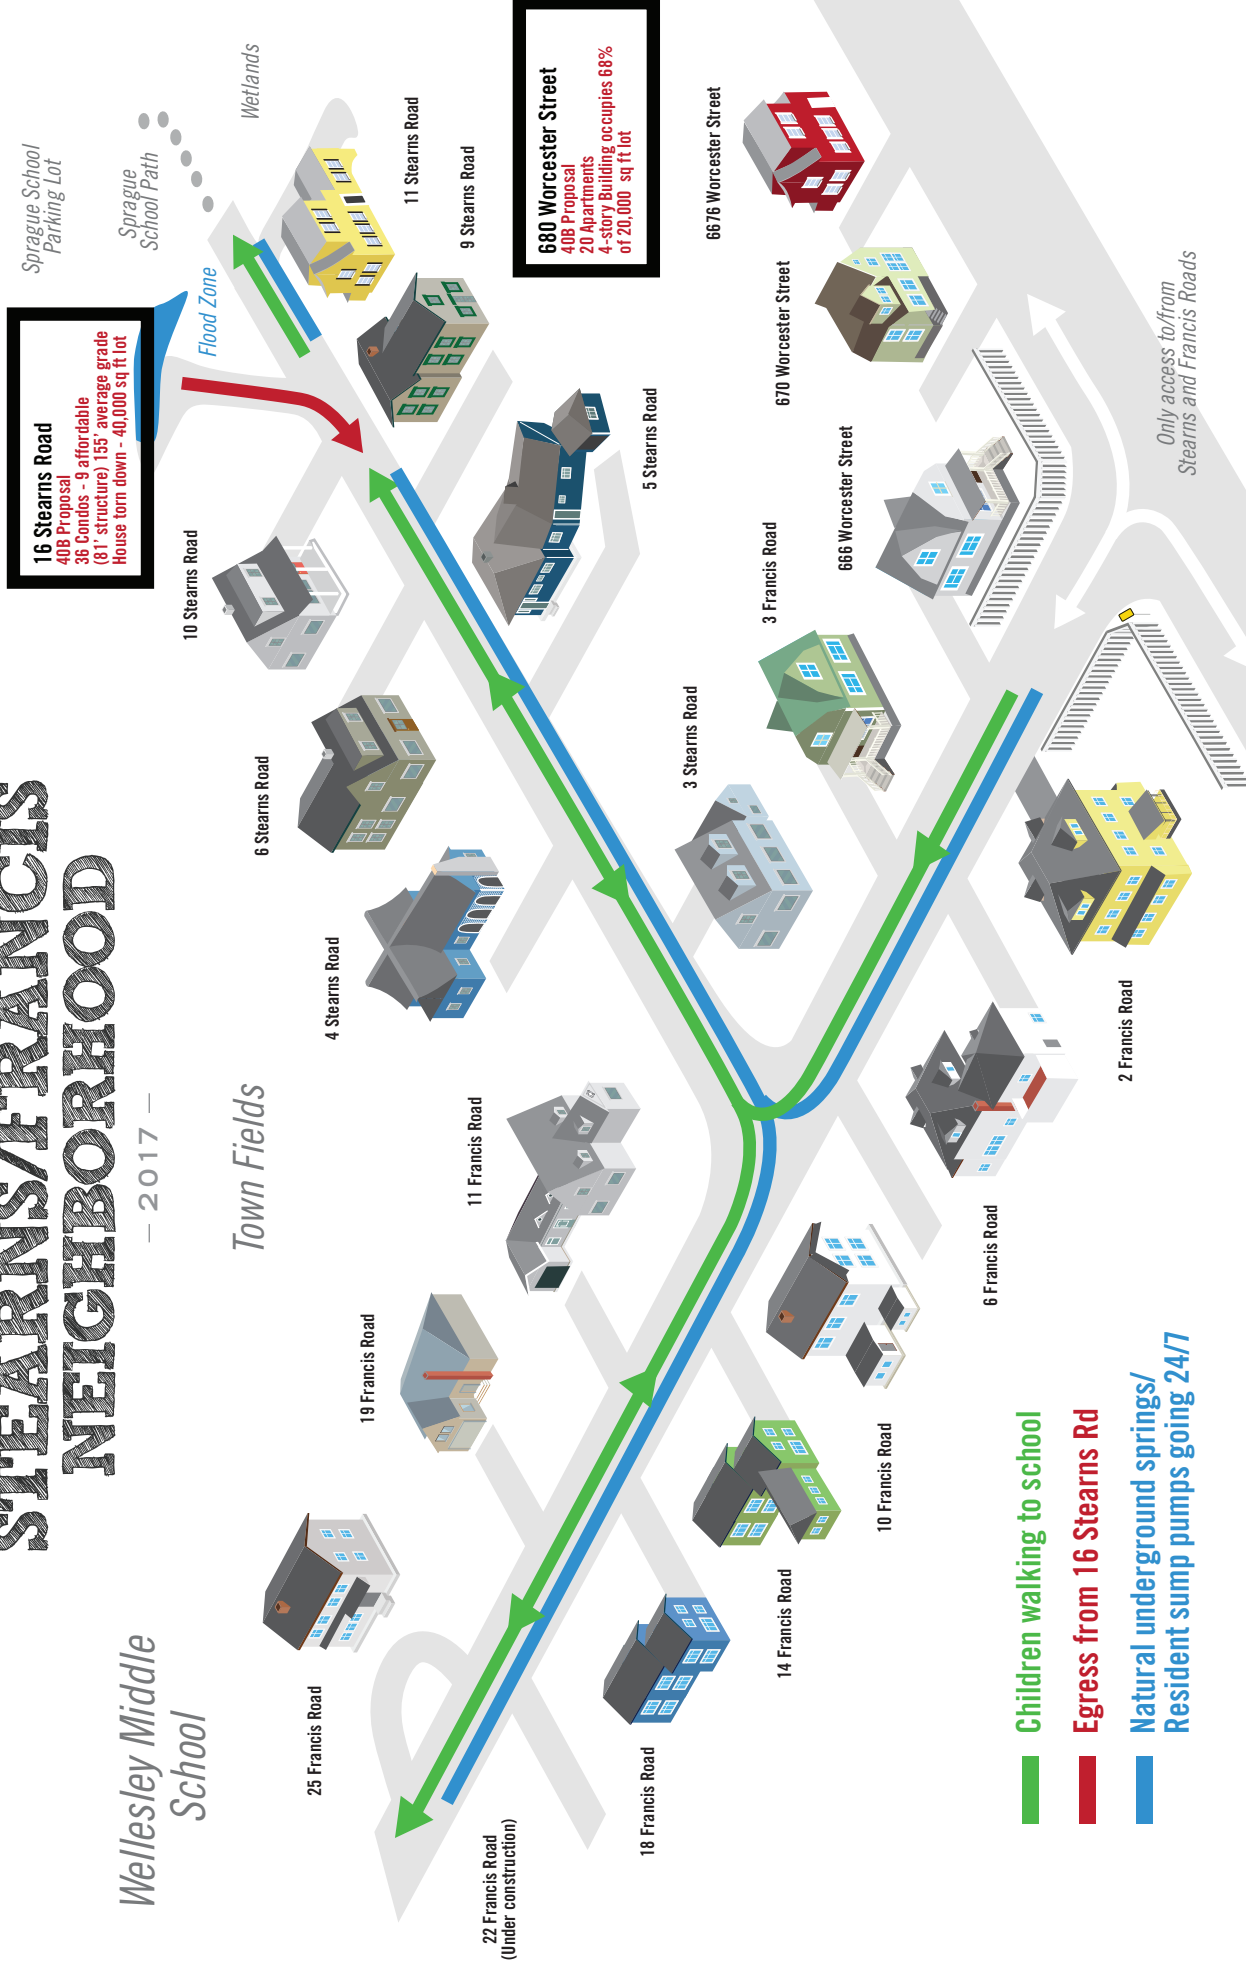 STEARNS/FRANCIS
NEIGHBORHOOD
– 2017 –
Wellesley Middle
School
Town Fields
Sprague School
Parking Lot
Sprague
School Path
Wetlands
Flood Zone
16 Stearns Road
40B Proposal
36 Condos - 9 affordable
(81' structure) 155' average grade
House torn down - 40,000 sq ft lot
680 Worcester Street
40B Proposal
20 Apartments
4-story Building occupies 68%
of 20,000 sq ft lot
11 Stearns Road
9 Stearns Road
10 Stearns Road
5 Stearns Road
6 Stearns Road
4 Stearns Road
3 Stearns Road
3 Francis Road
6676 Worcester Street
670 Worcester Street
666 Worcester Street
Only access to/from
Stearns and Francis Roads
11 Francis Road
19 Francis Road
25 Francis Road
22 Francis Road
(Under construction)
18 Francis Road
14 Francis Road
10 Francis Road
6 Francis Road
2 Francis Road
Children walking to school
Egress from 16 Stearns Rd
Natural underground springs/
Resident sump pumps going 24/7